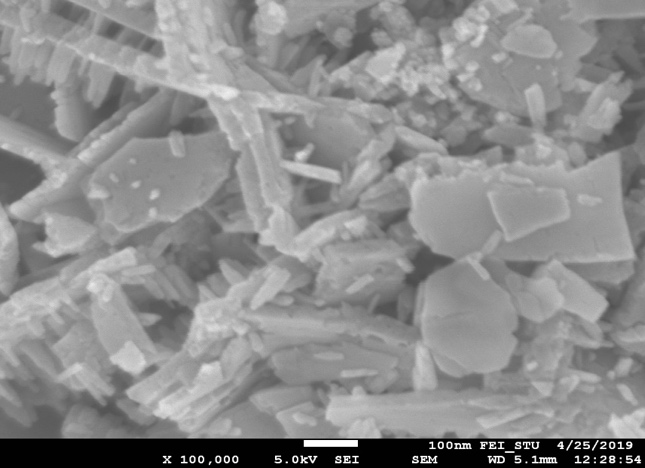 100nm FEI_STU 4/25/2019
X 100,000 5.0kV SEI SEM WD 5.1mm 12:28:54